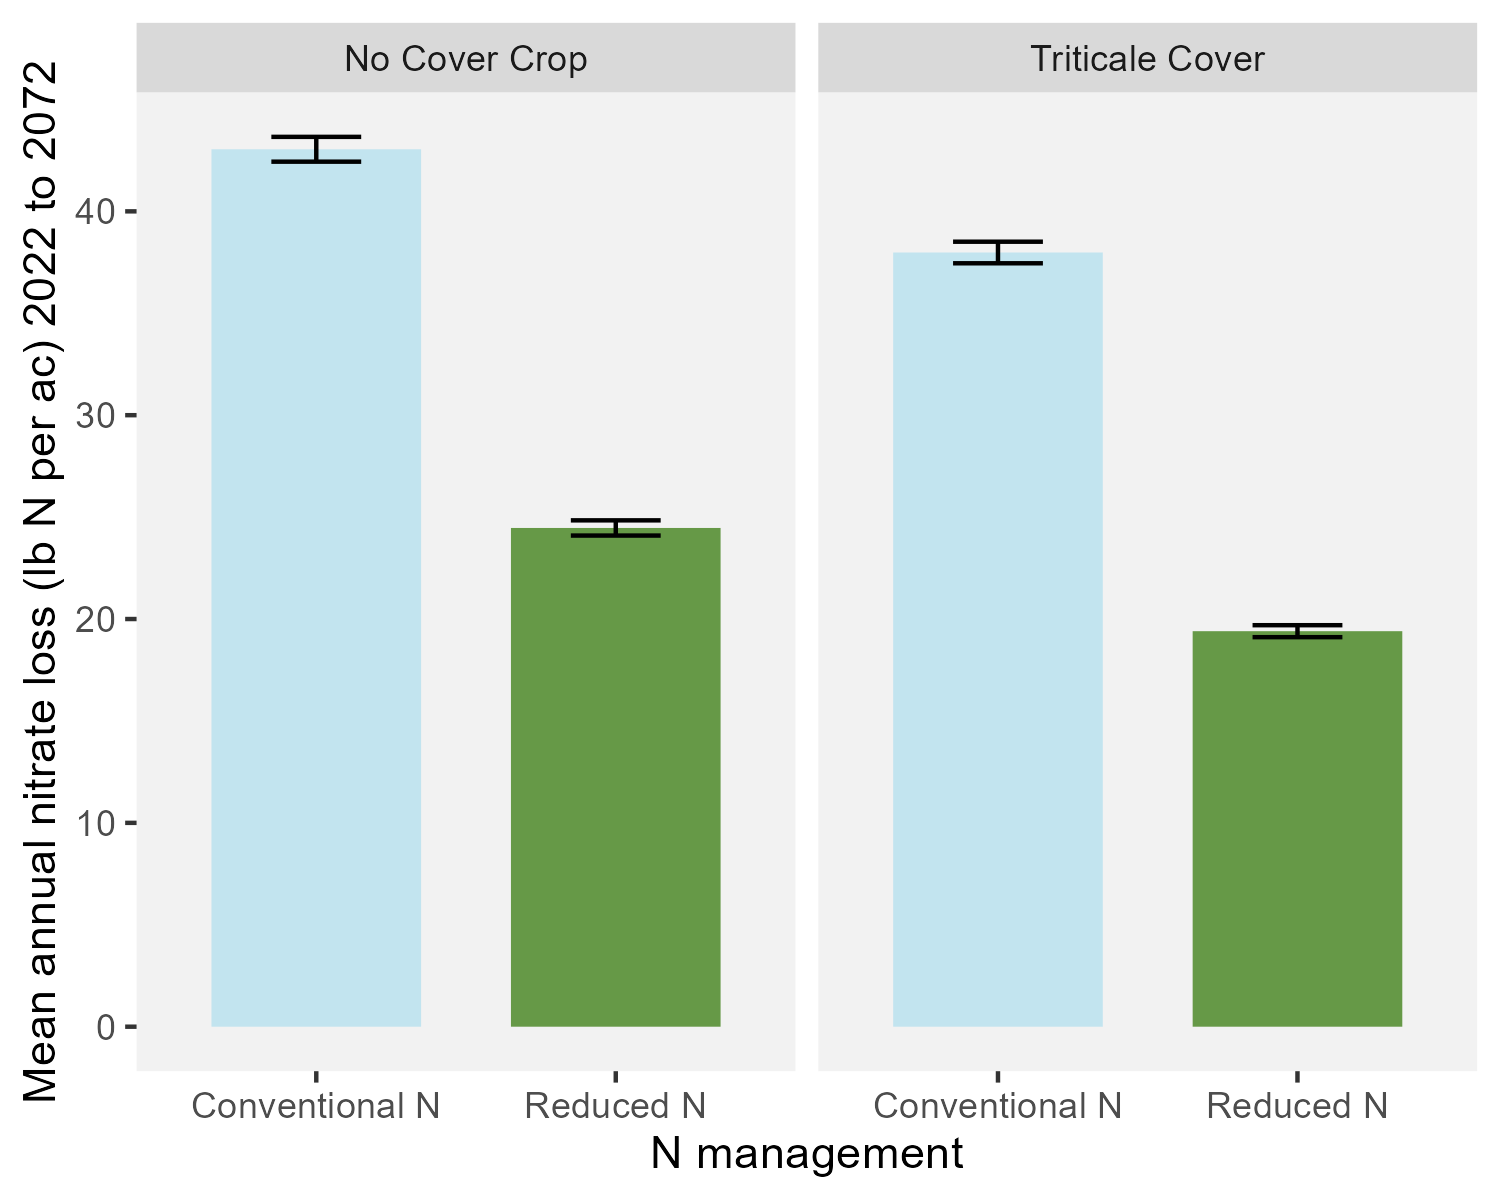 No Cover Crop
Triticale Cover
Mean annual nitrate loss (lb N per ac) 2022 to 2072
40
30
20
10
0
Conventional N
Reduced N
Conventional N
Reduced N
N management